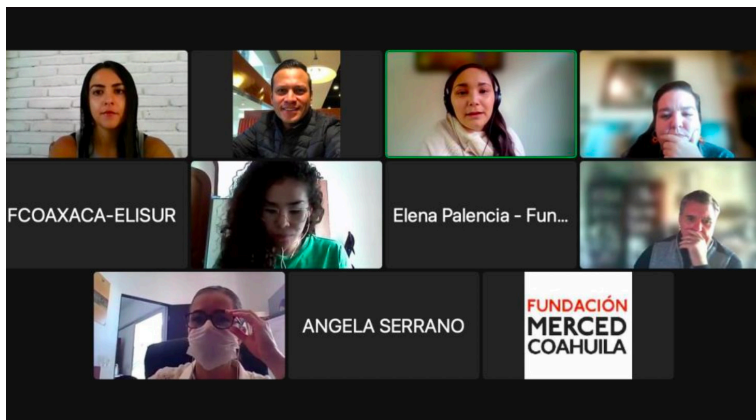 FCOAXACA-ELISUR
Elena Palencia - Fun...
ANGELA SERRANO
FUNDACIÓN
MERCED
COAHUILA